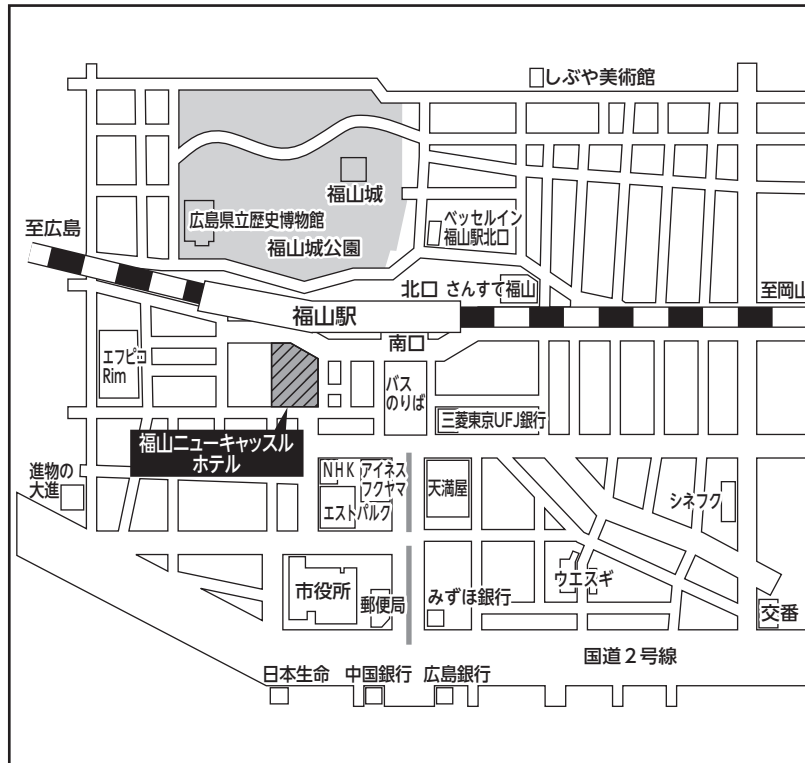 しぶや美術館
福山城
広島県立歴史博物館
福山城公園
ベッセルイン
福山駅北口
至広島
北口
さんすて福山
至岡山
福山駅
南口
エフピコ
Rim
バス
のりば
三菱東京UFJ銀行
福山ニューキャッスル
ホテル
進物の
大進
NHK
アイネス
フクヤマ
エストパルク
天満屋
シネフク
市役所
郵便局
みずほ銀行
ウエスギ
交番
国道2号線
日本生命
中国銀行
広島銀行